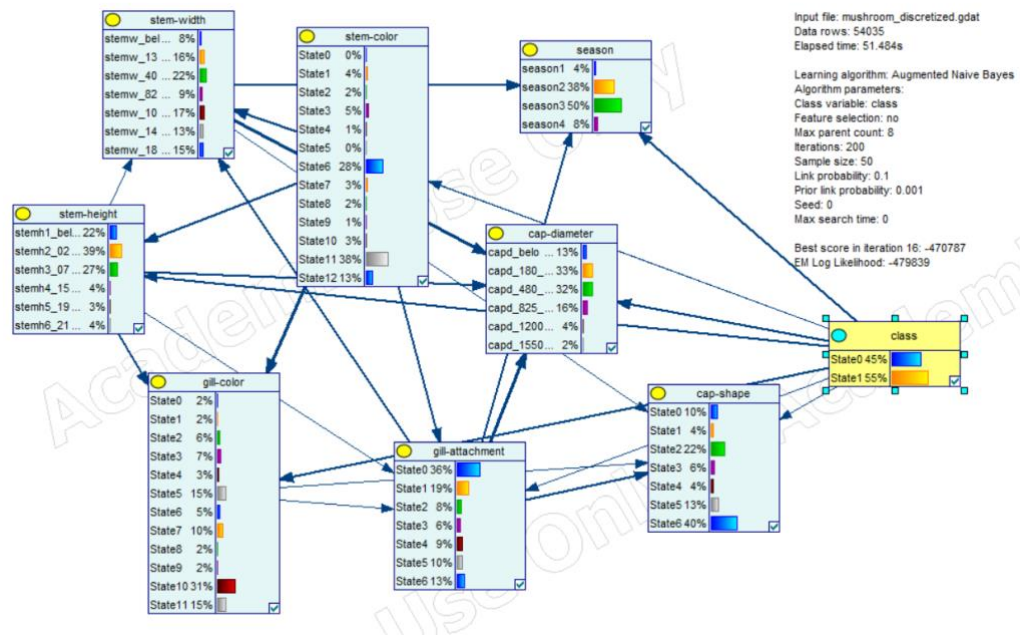 stem-width
stemw_bel... 8%
stemw_13 ... 16%
stemw_40 ... 22%
stemw_82 ... 9%
stemw_10 ... 17%
stemw_14 ... 13%
stemw_18 ... 15%
stem-color
State0 0%
State1 4%
State2 2%
State3 5%
State4 1%
State5 0%
State6 28%
State7 3%
State8 2%
State9 1%
State10 3%
State11 38%
State12 13%
season
season1 4%
season2 38%
season3 50%
season4 8%
Input file: mushroom_discretized.gdat
Data rows: 54035
Elapsed time: 51.484s
Learning algorithm: Augmented Naive Bayes
Algorithm parameters:
Class variable: class
Feature selection: no
Max parent count: 8
Iterations: 200
Sample size: 50
Link probability: 0.1
Prior link probability: 0.001
Seed: 0
Max search time: 0
Best score in iteration 16: -470787
EM Log Likelihood: -479839
stem-height
stemh1_bel... 22%
stemh2_02... 39%
stemh3_07... 27%
stemh4_15... 4%
stemh5_19... 3%
stemh6_21... 4%
cap-diameter
capd_belo ... 13%
capd_180_... 33%
capd_480_... 32%
capd_825_... 16%
capd_1200... 4%
capd_1550... 2%
class
State0 45%
State1 55%
gill-color
State0 2%
State1 2%
State2 6%
State3 7%
State4 3%
State5 15%
State6 5%
State7 10%
State8 2%
State9 2%
State10 31%
State11 15%
gill-attachment
State0 36%
State1 19%
State2 8%
State3 6%
State4 9%
State5 10%
State6 13%
cap-shape
State0 10%
State1 4%
State2 22%
State3 6%
State4 4%
State5 13%
State6 40%